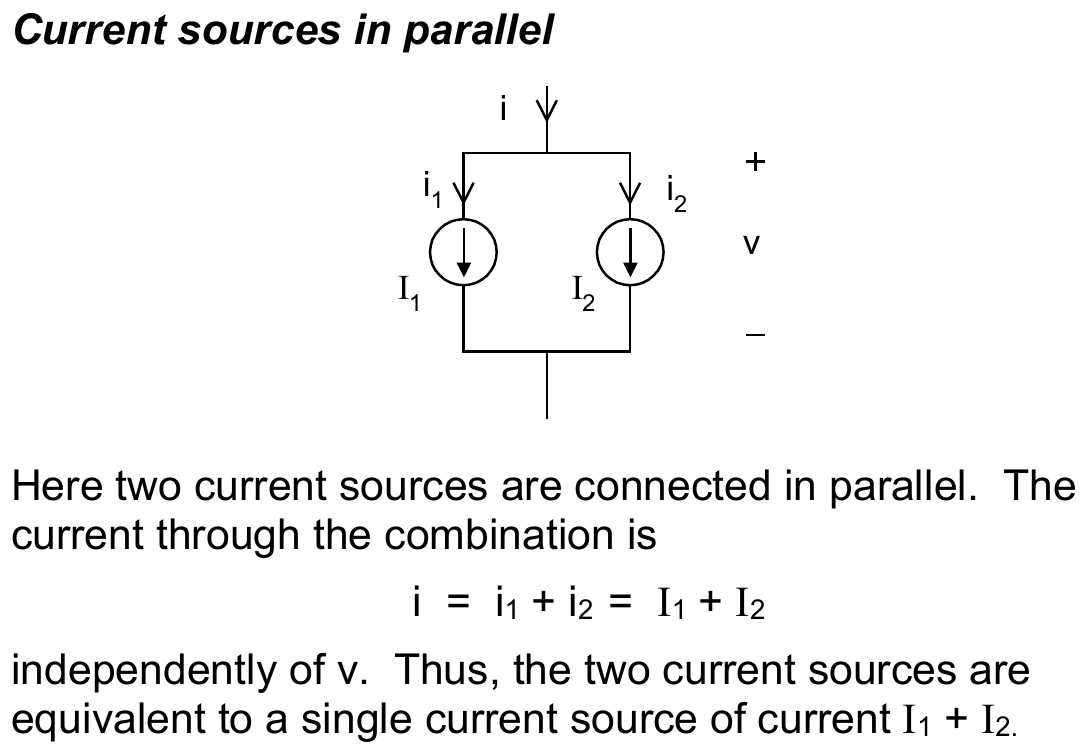 Current sources in parallel
i
i₁
i₂
+
v
I₁
I₂
–
Here two current sources are connected in parallel.  The
current through the combination is
i  =  i₁ + i₂ =  I₁ + I₂
independently of v.  Thus, the two current sources are
equivalent to a single current source of current I₁ + I₂.